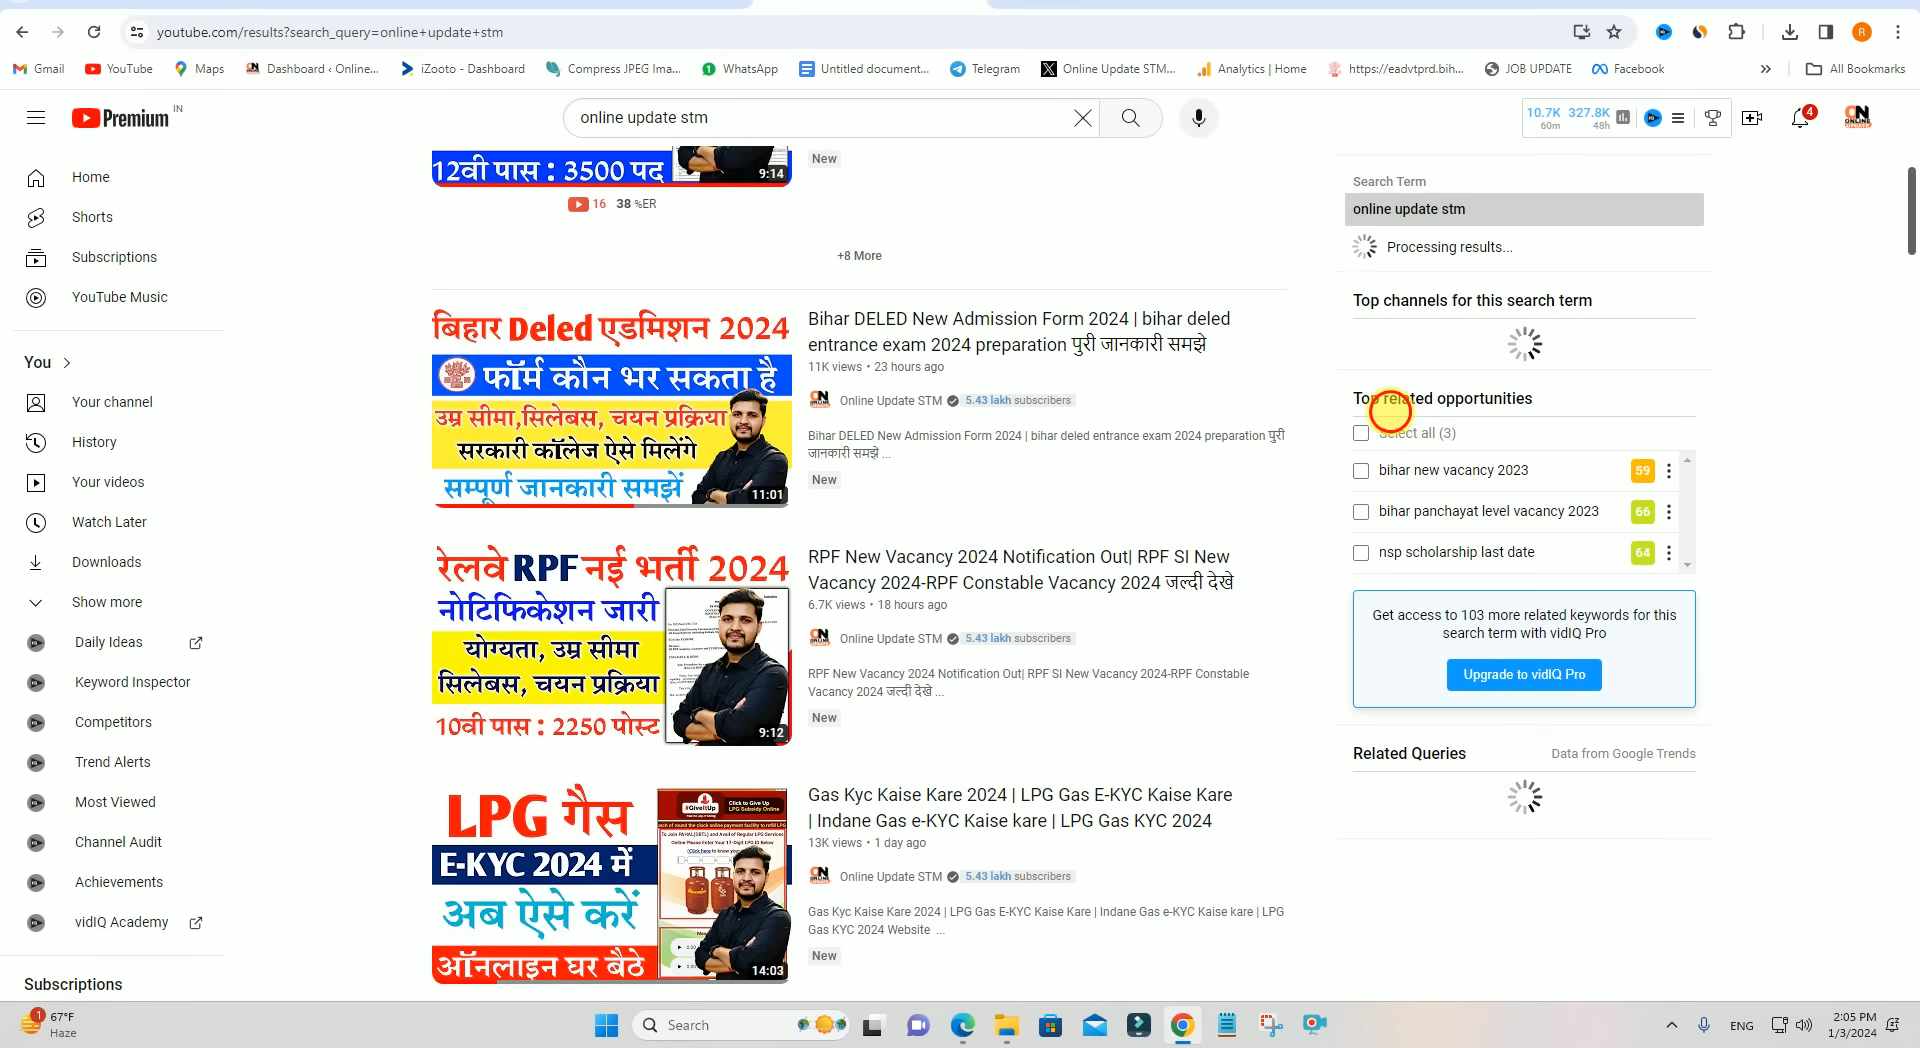 youtube.com/results?search_query=online+update+stm
Gmail
YouTube
Maps
Dashboard ‹ Online...
iZooto - Dashboard
Compress JPEG Ima...
WhatsApp
Untitled document...
Telegram
Online Update STM...
Analytics | Home
https://eadvtprd.bih...
JOB UPDATE
Facebook
All Bookmarks
Premium IN
online update stm
10.7K 327.8K
60m 48h
4
Home
Shorts
Subscriptions
YouTube Music
You
Your channel
History
Your videos
Watch Later
Downloads
Show more
Daily Ideas
Keyword Inspector
Competitors
Trend Alerts
Most Viewed
Channel Audit
Achievements
vidIQ Academy
Subscriptions
12वी पास : 3500 पद
9:14
New
16 38 %ER
+8 More
बिहार Deled एडमिशन 2024
फॉर्म कौन भर सकता है
उम्र सीमा,सिलेबस, चयन प्रक्रिया
सरकारी कॉलेज ऐसे मिलेंगे
सम्पूर्ण जानकारी समझें
11:01
Bihar DELED New Admission Form 2024 | bihar deled
entrance exam 2024 preparation पुरी जानकारी समझे
11K views • 23 hours ago
Online Update STM 5.43 lakh subscribers
Bihar DELED New Admission Form 2024 | bihar deled entrance exam 2024 preparation पुरी
जानकारी समझे ...
New
रेलवे RPF नई भर्ती 2024
नोटिफिकेशन जारी
योग्यता, उम्र सीमा
सिलेबस, चयन प्रक्रिया
10वी पास : 2250 पोस्ट
9:12
RPF New Vacancy 2024 Notification Out| RPF SI New
Vacancy 2024-RPF Constable Vacancy 2024 जल्दी देखे
6.7K views • 18 hours ago
Online Update STM 5.43 lakh subscribers
RPF New Vacancy 2024 Notification Out| RPF SI New Vacancy 2024-RPF Constable
Vacancy 2024 जल्दी देखे ...
New
LPG गैस
E-KYC 2024 में
अब ऐसे करें
ऑनलाइन घर बैठे
#GiveItUp
Click to Give Up
LPG Subsidy Online
14:03
Gas Kyc Kaise Kare 2024 | LPG Gas E-KYC Kaise Kare
| Indane Gas e-KYC Kaise kare | LPG Gas KYC 2024
13K views • 1 day ago
Online Update STM 5.43 lakh subscribers
Gas Kyc Kaise Kare 2024 | LPG Gas E-KYC Kaise Kare | Indane Gas e-KYC Kaise kare | LPG
Gas KYC 2024 Website ...
New
Search Term
online update stm
Processing results...
Top channels for this search term
Top related opportunities
Select all (3)
bihar new vacancy 2023 59
bihar panchayat level vacancy 2023 66
nsp scholarship last date 64
Get access to 103 more related keywords for this
search term with vidIQ Pro
Upgrade to vidIQ Pro
Related Queries Data from Google Trends
1
67°F
Haze
Search
ENG
2:05 PM
1/3/2024